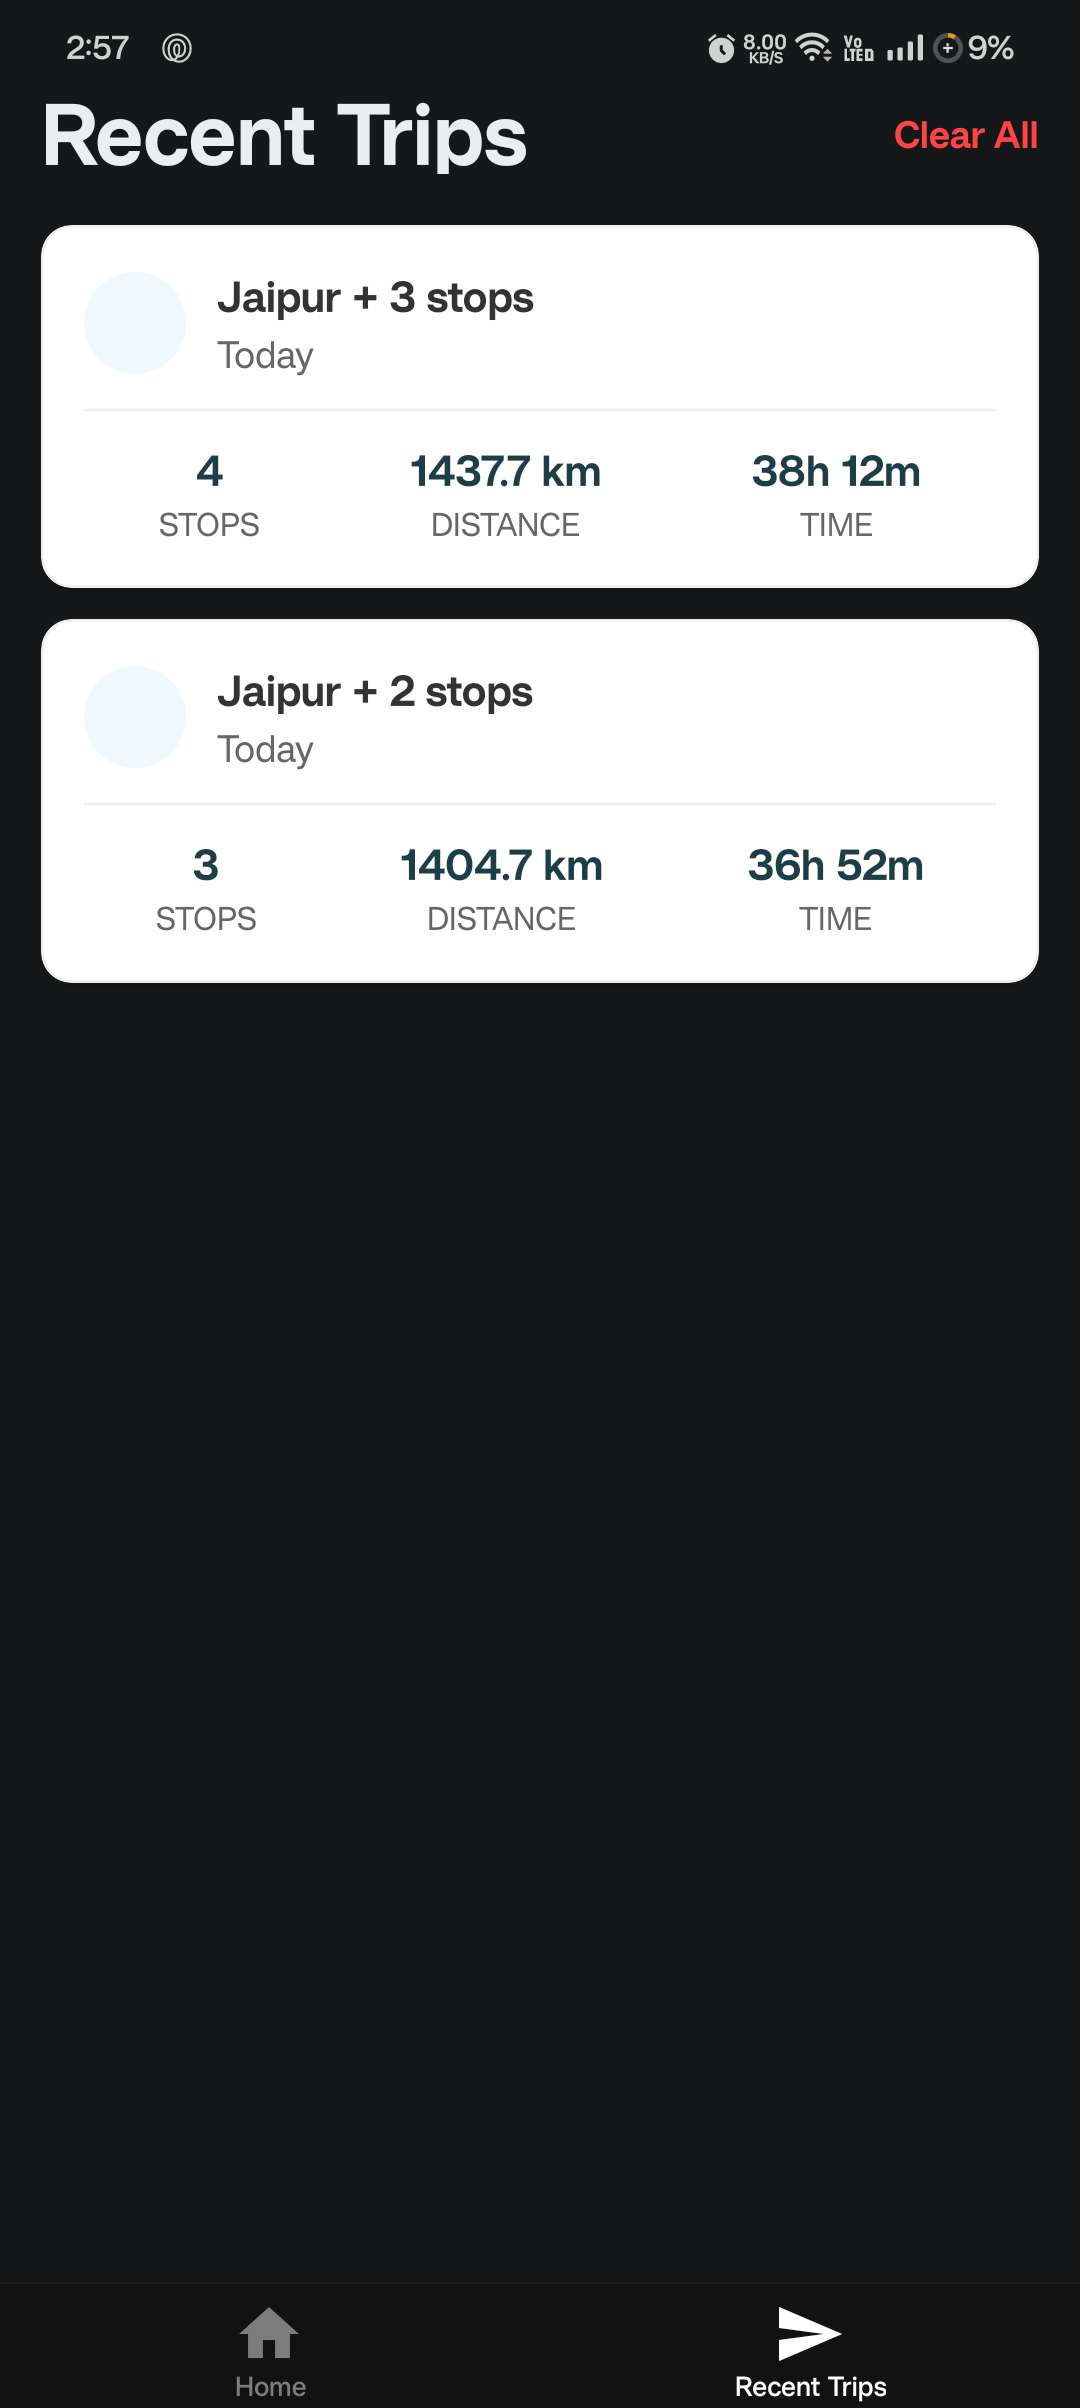 2:57 8.00 KB/S Vo LTED 9%
Recent Trips Clear All
Jaipur + 3 stops
Today
4 1437.7 km 38h 12m
STOPS DISTANCE TIME
Jaipur + 2 stops
Today
3 1404.7 km 36h 52m
STOPS DISTANCE TIME
Home Recent Trips